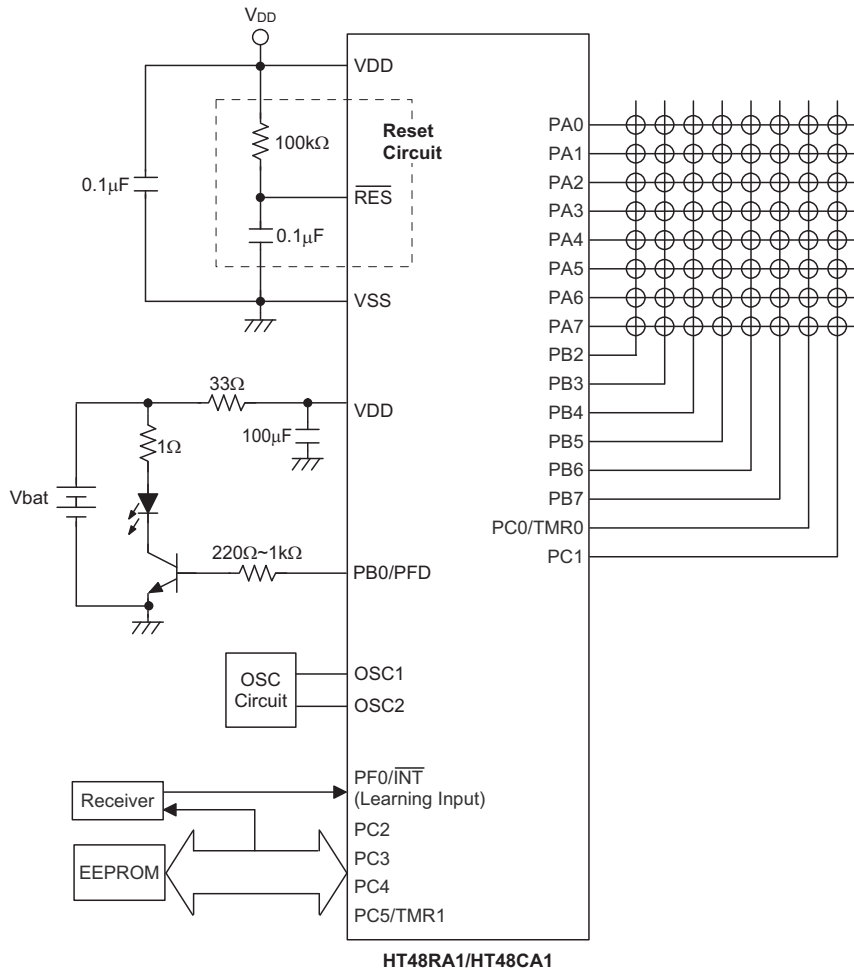 VDD
VDD
Reset
Circuit
100kΩ
0.1µF
RES
0.1µF
VSS
33Ω
VDD
100µF
1Ω
Vbat
220Ω~1kΩ
PB0/PFD
OSC
Circuit
OSC1
OSC2
PF0/INT
(Learning Input)
Receiver
PC2
PC3
EEPROM
PC4
PC5/TMR1
PA0
PA1
PA2
PA3
PA4
PA5
PA6
PA7
PB2
PB3
PB4
PB5
PB6
PB7
PC0/TMR0
PC1
HT48RA1/HT48CA1